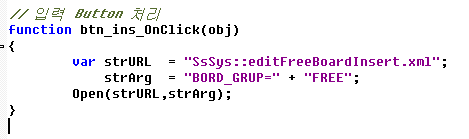 // 입력 Button 처리
function btn_ins_OnClick(obj)
{
var strURL = "SsSys::editFreeBoardInsert.xml";
strArg = "BORD_GRUP=" + "FREE";
Open(strURL,strArg);
}